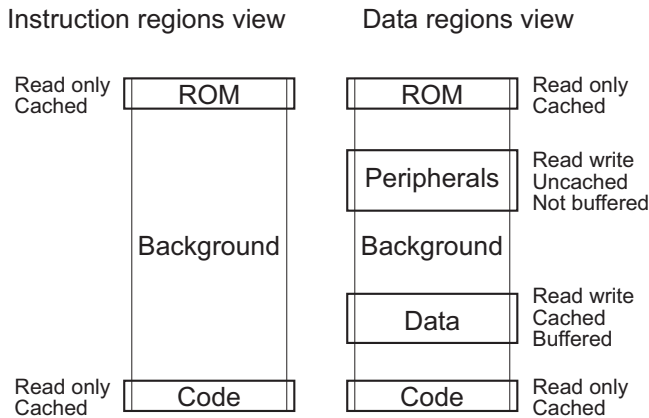 Instruction regions view
Data regions view
Read only
Cached
ROM
ROM
Read only
Cached
Peripherals
Read write
Uncached
Not buffered
Background
Background
Data
Read write
Cached
Buffered
Read only
Cached
Code
Code
Read only
Cached